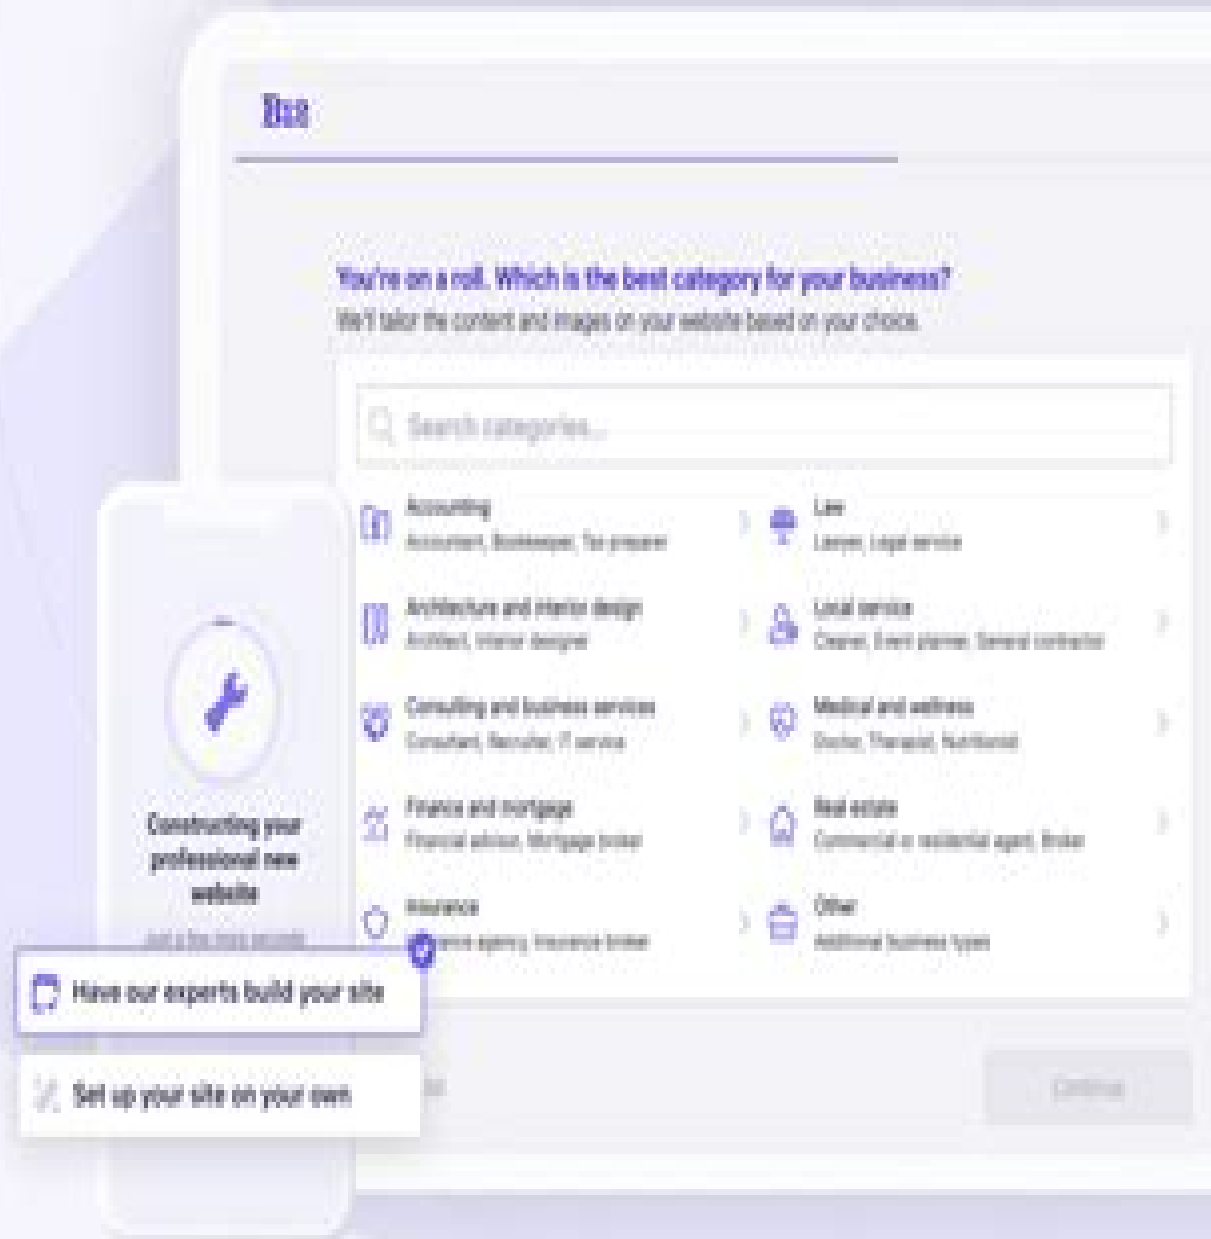 B12
You're on a roll. Which is the best category for your business?
We'll tailor the content and images on your website based on your choice.
Search categories...
Accounting
Accountant, Bookkeeper, Tax preparer
Law
Lawyer, Legal service
Architecture and interior design
Architect, Interior designer
Local service
Cleaner, Event planner, General contractor
Consulting and business services
Consultant, Recruiter, IT service
Medical and wellness
Doctor, Therapist, Nutritionist
Finance and mortgage
Financial advisor, Mortgage broker
Real estate
Commercial or residential agent, Broker
Insurance
agency, Insurance broker
Other
Additional business types
Continue
Constructing your
professional new
website
Just a few more seconds
Have our experts build your site
Set up your site on your own